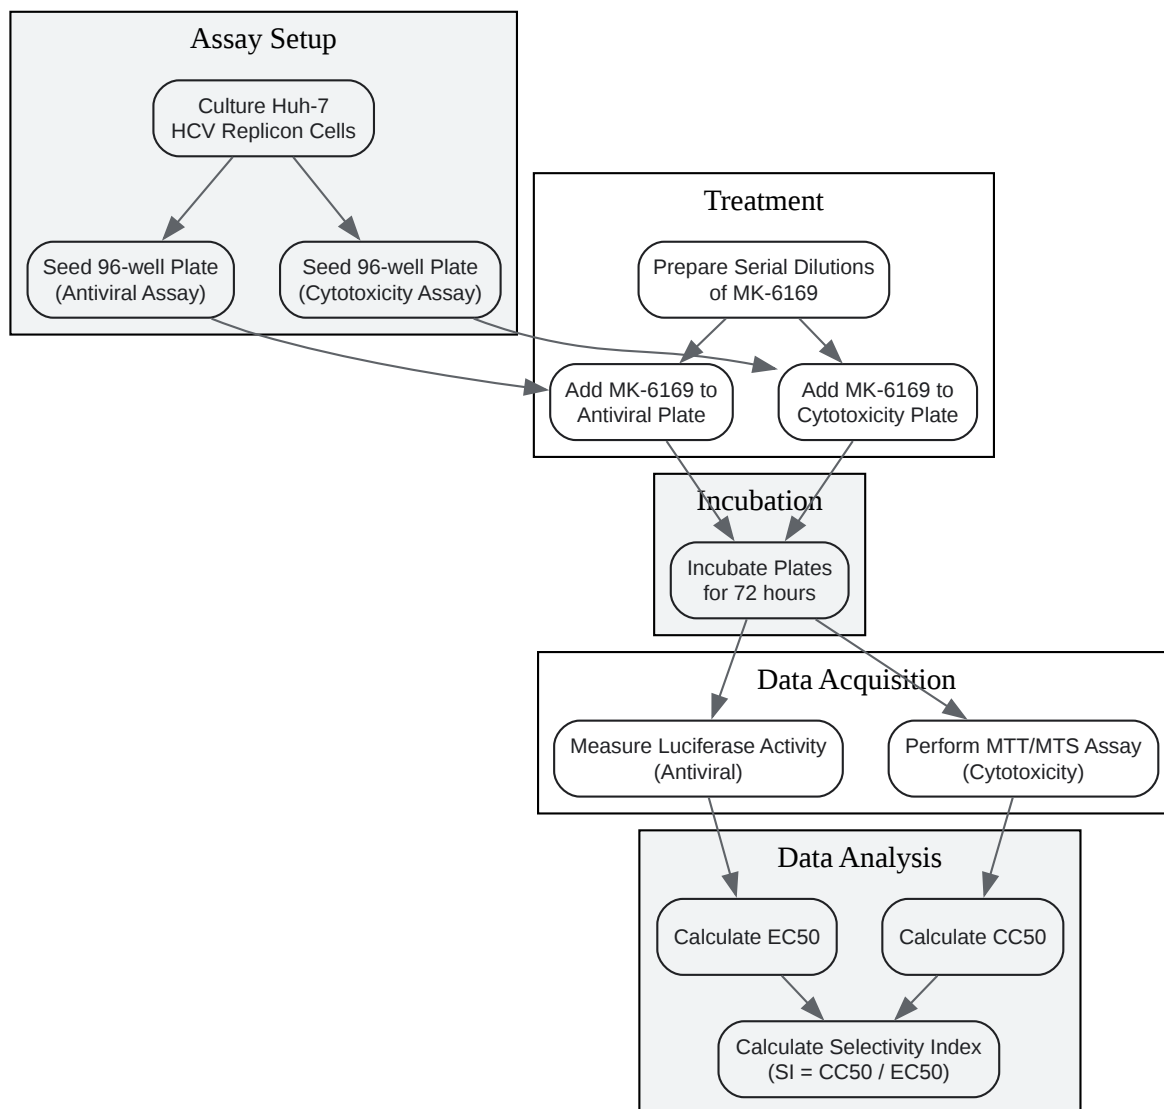 Assay Setup
Culture Huh-7
HCV Replicon Cells
Seed 96-well Plate
(Antiviral Assay)
Seed 96-well Plate
(Cytotoxicity Assay)
Treatment
Prepare Serial Dilutions
of MK-6169
Add MK-6169 to
Antiviral Plate
Add MK-6169 to
Cytotoxicity Plate
Incubation
Incubate Plates
for 72 hours
Data Acquisition
Measure Luciferase Activity
(Antiviral)
Perform MTT/MTS Assay
(Cytotoxicity)
Data Analysis
Calculate EC50
Calculate CC50
Calculate Selectivity Index
(SI = CC50 / EC50)